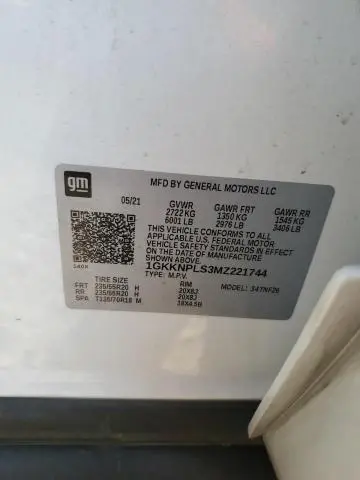 gm
MFD BY GENERAL MOTORS LLC
05/21 GVWR GAWR FRT GAWR RR
2722 KG 1350 KG 1545 KG
6001 LB 2976 LB 3406 LB
THIS VEHICLE CONFORMS TO ALL APPLICABLE
U.S. FEDERAL MOTOR VEHICLE SAFETY AND
THEFT PREVENTION STANDARDS IN EFFECT
ON THE DATE OF MANUFACTURE
SHOWN ABOVE.
1GKKNPLS3MZ221744
TYPE: M.P.V. MODEL:
TIRE SIZE RIM
FRT 235/55R20 H 20X8J
RR 235/55R20 H 20X8J
SPA T135/70R18 M 18X4.5B